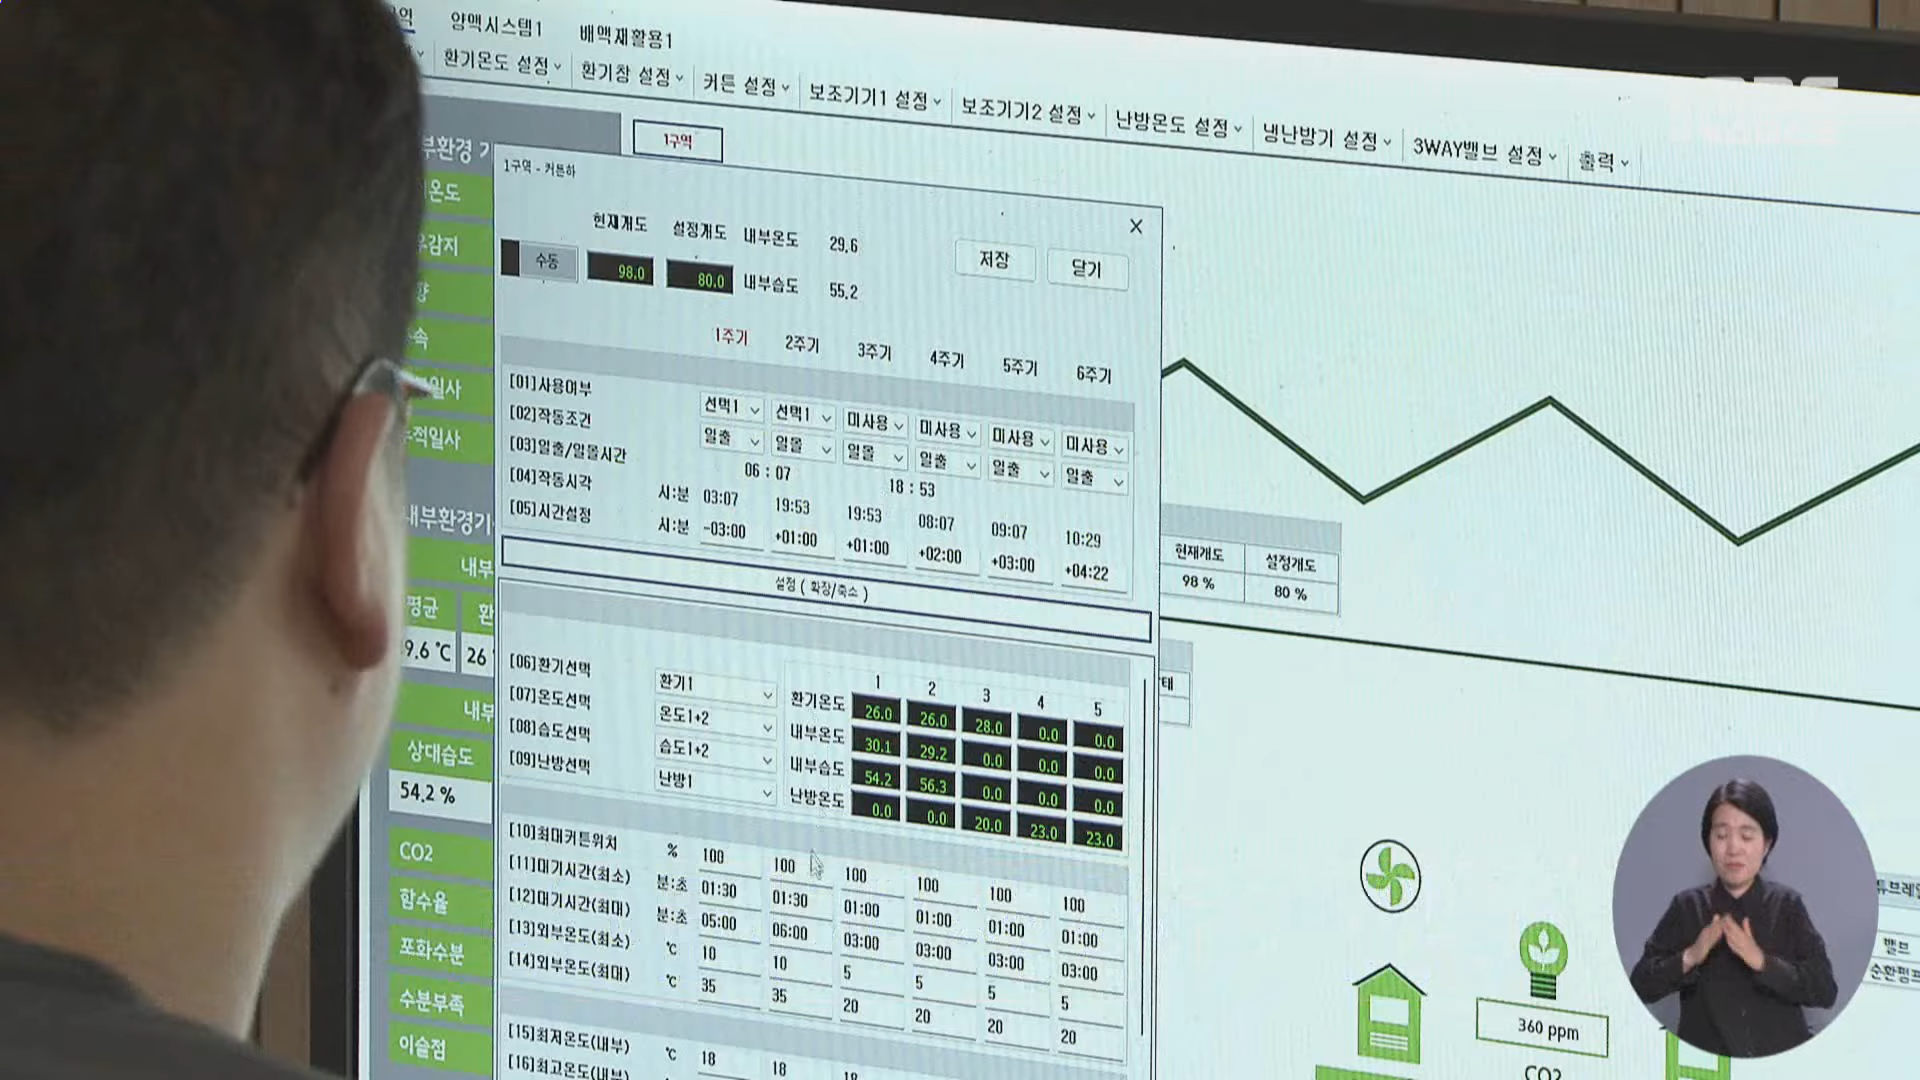 양액시스템1 배액재활용1
환기온도 설정 환기창 설정 커튼 설정 보조기기1 설정 보조기기2 설정 난방온도 설정 냉난방기 설정 3WAY밸브 설정 출력
1구역
1구역 - 커튼하
현재개도 설정개도 내부온도 29.6
저장 닫기
수동 98.0 80.0 내부습도 55.2
1주기 2주기 3주기 4주기 5주기 6주기
[01]사용여부 선택1 선택1 미사용 미사용 미사용 미사용
[02]작동조건 일출 일몰 일몰 일출 일출 일출
[03]일출/일몰시간 06 : 07 18 : 53
[04]작동시각 시:분 03:07 19:53 19:53 08:07 09:07 10:29
[05]시간설정 시:분 -03:00 +01:00 +01:00 +02:00 +03:00 +04:22
설정 ( 확장/축소 )
1 2 3 4 5
[06]환기선택 환기1 환기온도 26.0 26.0 28.0 0.0 0.0
[07]온도선택 온도1+2 내부온도 30.1 29.2 0.0 0.0 0.0
[08]습도선택 습도1+2 내부습도 54.2 56.3 0.0 0.0 0.0
[09]난방선택 난방1 난방온도 0.0 0.0 20.0 23.0 23.0
[10]최대커튼위치 % 100 100 100 100 100 100
[11]대기시간(최소) 분:초 01:30 01:30 01:00 01:00 01:00 01:00
[12]대기시간(최대) 분:초 05:00 06:00 03:00 03:00 03:00 03:00
[13]외부온도(최소) ℃ 10 10 5 5 5 5
[14]외부온도(최대) ℃ 35 35 20 20 20 20
[15]최저온도(내부) ℃ 18 18 18
[16]최고온도(내부)
현재개도 설정개도
98 % 80 %
내부환경기
내부
평균
9.6 ℃ 26
내부
상대습도
54.2 %
CO2
함수율
포화수분
수분부족
이슬점
360 ppm
CO2
밸브
순환펌프